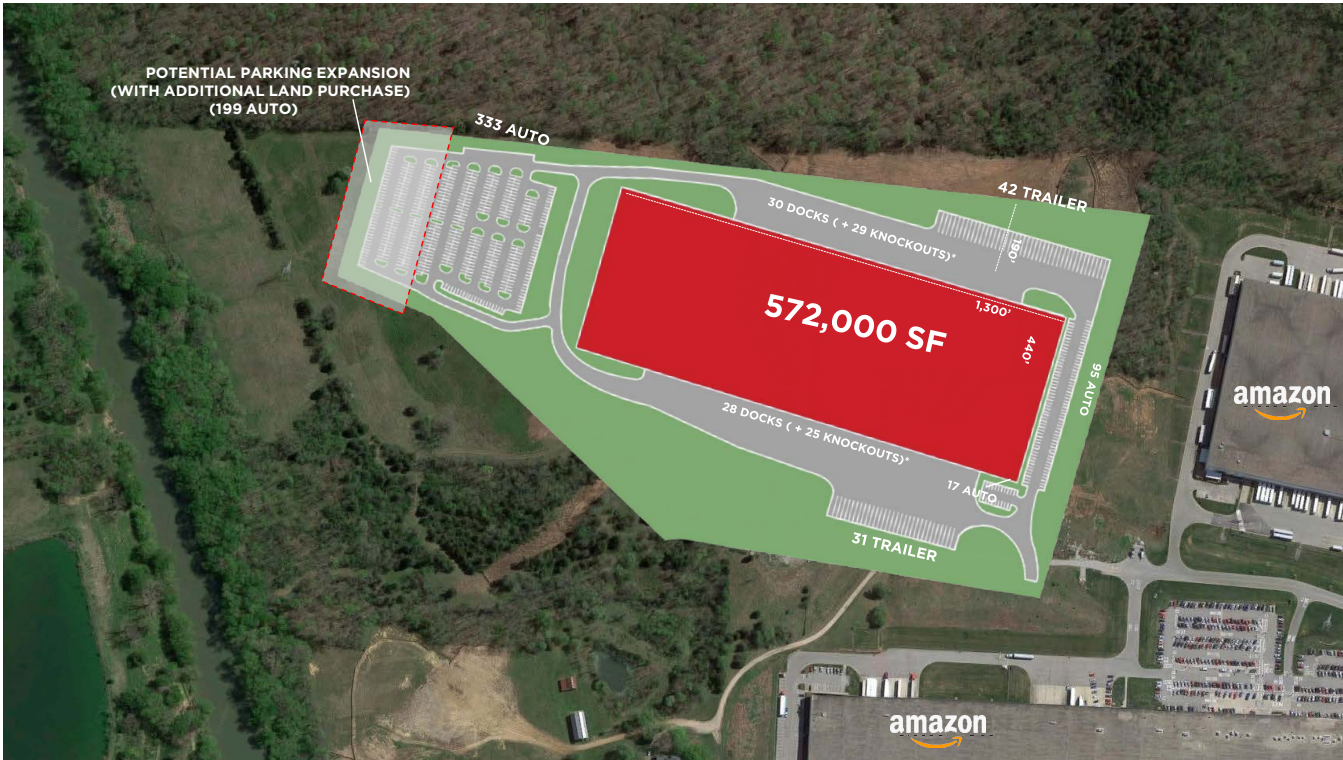 POTENTIAL PARKING EXPANSION
(WITH ADDITIONAL LAND PURCHASE)
(199 AUTO)
333 AUTO
42 TRAILER
190'
30 DOCKS ( + 29 KNOCKOUTS)*
1,300'
572,000 SF
440'
95 AUTO
amazon
28 DOCKS ( + 25 KNOCKOUTS)*
17 AUTO
31 TRAILER
amazon